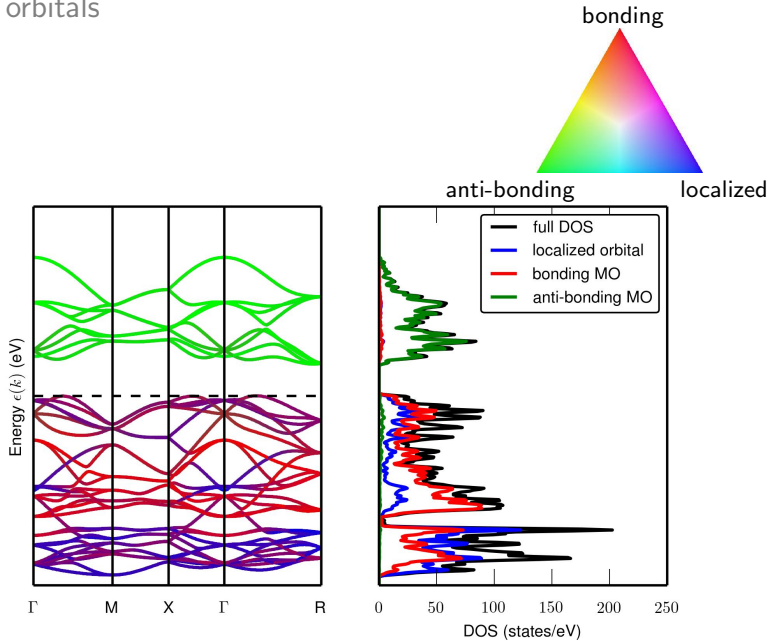 orbitals
bonding
anti-bonding
localized
full DOS
localized orbital
bonding MO
anti-bonding MO
Energy ϵ(k) (eV)
Γ M X Γ R
0 50 100 150 200 250
DOS (states/eV)